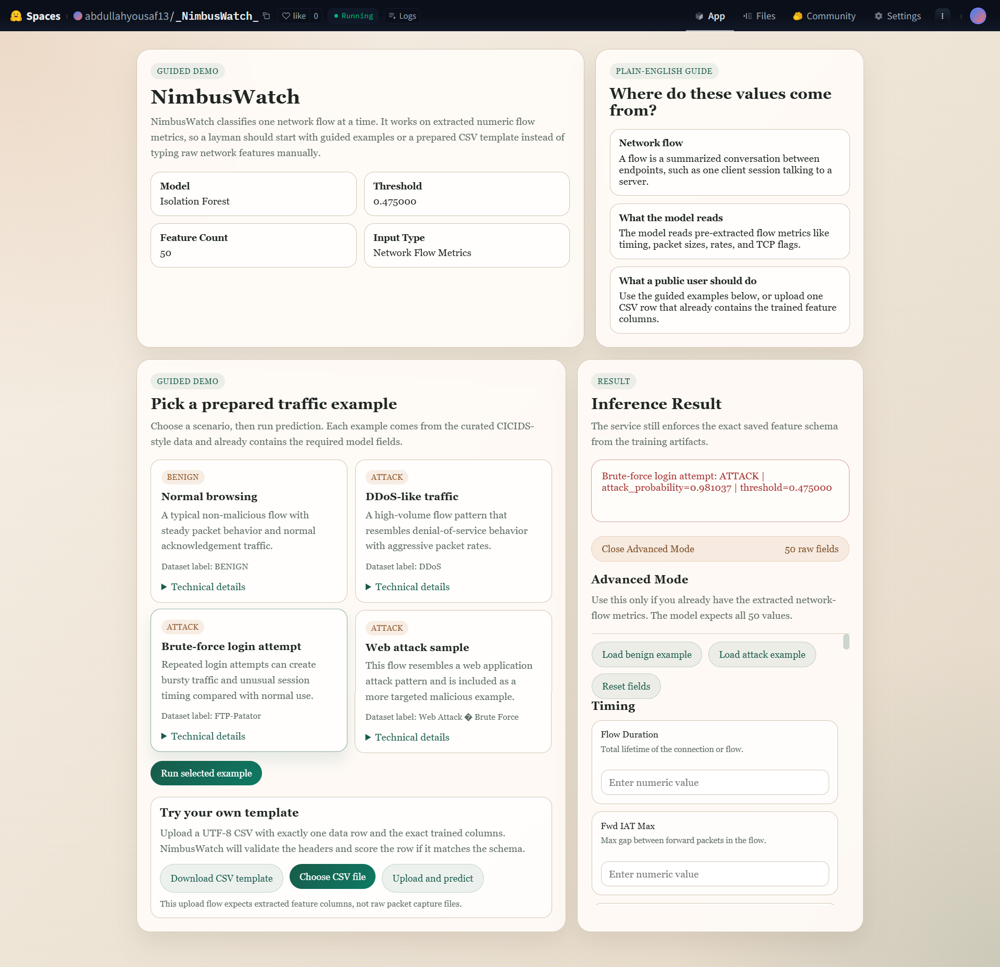 Spaces
abdullahyousaf13/_NimbusWatch_
like 0
Running
Logs
App
Files
Community
Settings
GUIDED DEMO
NimbusWatch
NimbusWatch classifies one network flow at a time. It works on extracted numeric flow
metrics, so a layman should start with guided examples or a prepared CSV template instead of
typing raw network features manually.
Model
Isolation Forest
Threshold
0.475000
Feature Count
50
Input Type
Network Flow Metrics
PLAIN-ENGLISH GUIDE
Where do these values come
from?
Network flow
A flow is a summarized conversation between
endpoints, such as one client session talking to a
server.
What the model reads
The model reads pre-extracted flow metrics like
timing, packet sizes, rates, and TCP flags.
What a public user should do
Use the guided examples below, or upload one
CSV row that already contains the trained feature
columns.
GUIDED DEMO
Pick a prepared traffic example
Choose a scenario, then run prediction. Each example comes from the curated CICIDS-
style data and already contains the required model fields.
BENIGN
Normal browsing
A typical non-malicious flow with
steady packet behavior and normal
acknowledgement traffic.
Dataset label: BENIGN
Technical details
ATTACK
DDoS-like traffic
A high-volume flow pattern that
resembles denial-of-service behavior
with aggressive packet rates.
Dataset label: DDoS
Technical details
ATTACK
Brute-force login attempt
Repeated login attempts can create
bursty traffic and unusual session
timing compared with normal use.
Dataset label: FTP-Patator
Technical details
ATTACK
Web attack sample
This flow resembles a web application
attack pattern and is included as a
more targeted malicious example.
Dataset label: Web Attack � Brute Force
Technical details
Run selected example
Try your own template
Upload a UTF-8 CSV with exactly one data row and the exact trained columns.
NimbusWatch will validate the headers and score the row if it matches the schema.
Download CSV template
Choose CSV file
Upload and predict
This upload flow expects extracted feature columns, not raw packet capture files.
RESULT
Inference Result
The service still enforces the exact saved feature schema
from the training artifacts.
Brute-force login attempt: ATTACK |
attack_probability=0.981037 | threshold=0.475000
Close Advanced Mode
50 raw fields
Advanced Mode
Use this only if you already have the extracted network-
flow metrics. The model expects all 50 values.
Load benign example
Load attack example
Reset fields
Timing
Flow Duration
Total lifetime of the connection or flow.
Enter numeric value
Fwd IAT Max
Max gap between forward packets in the flow.
Enter numeric value